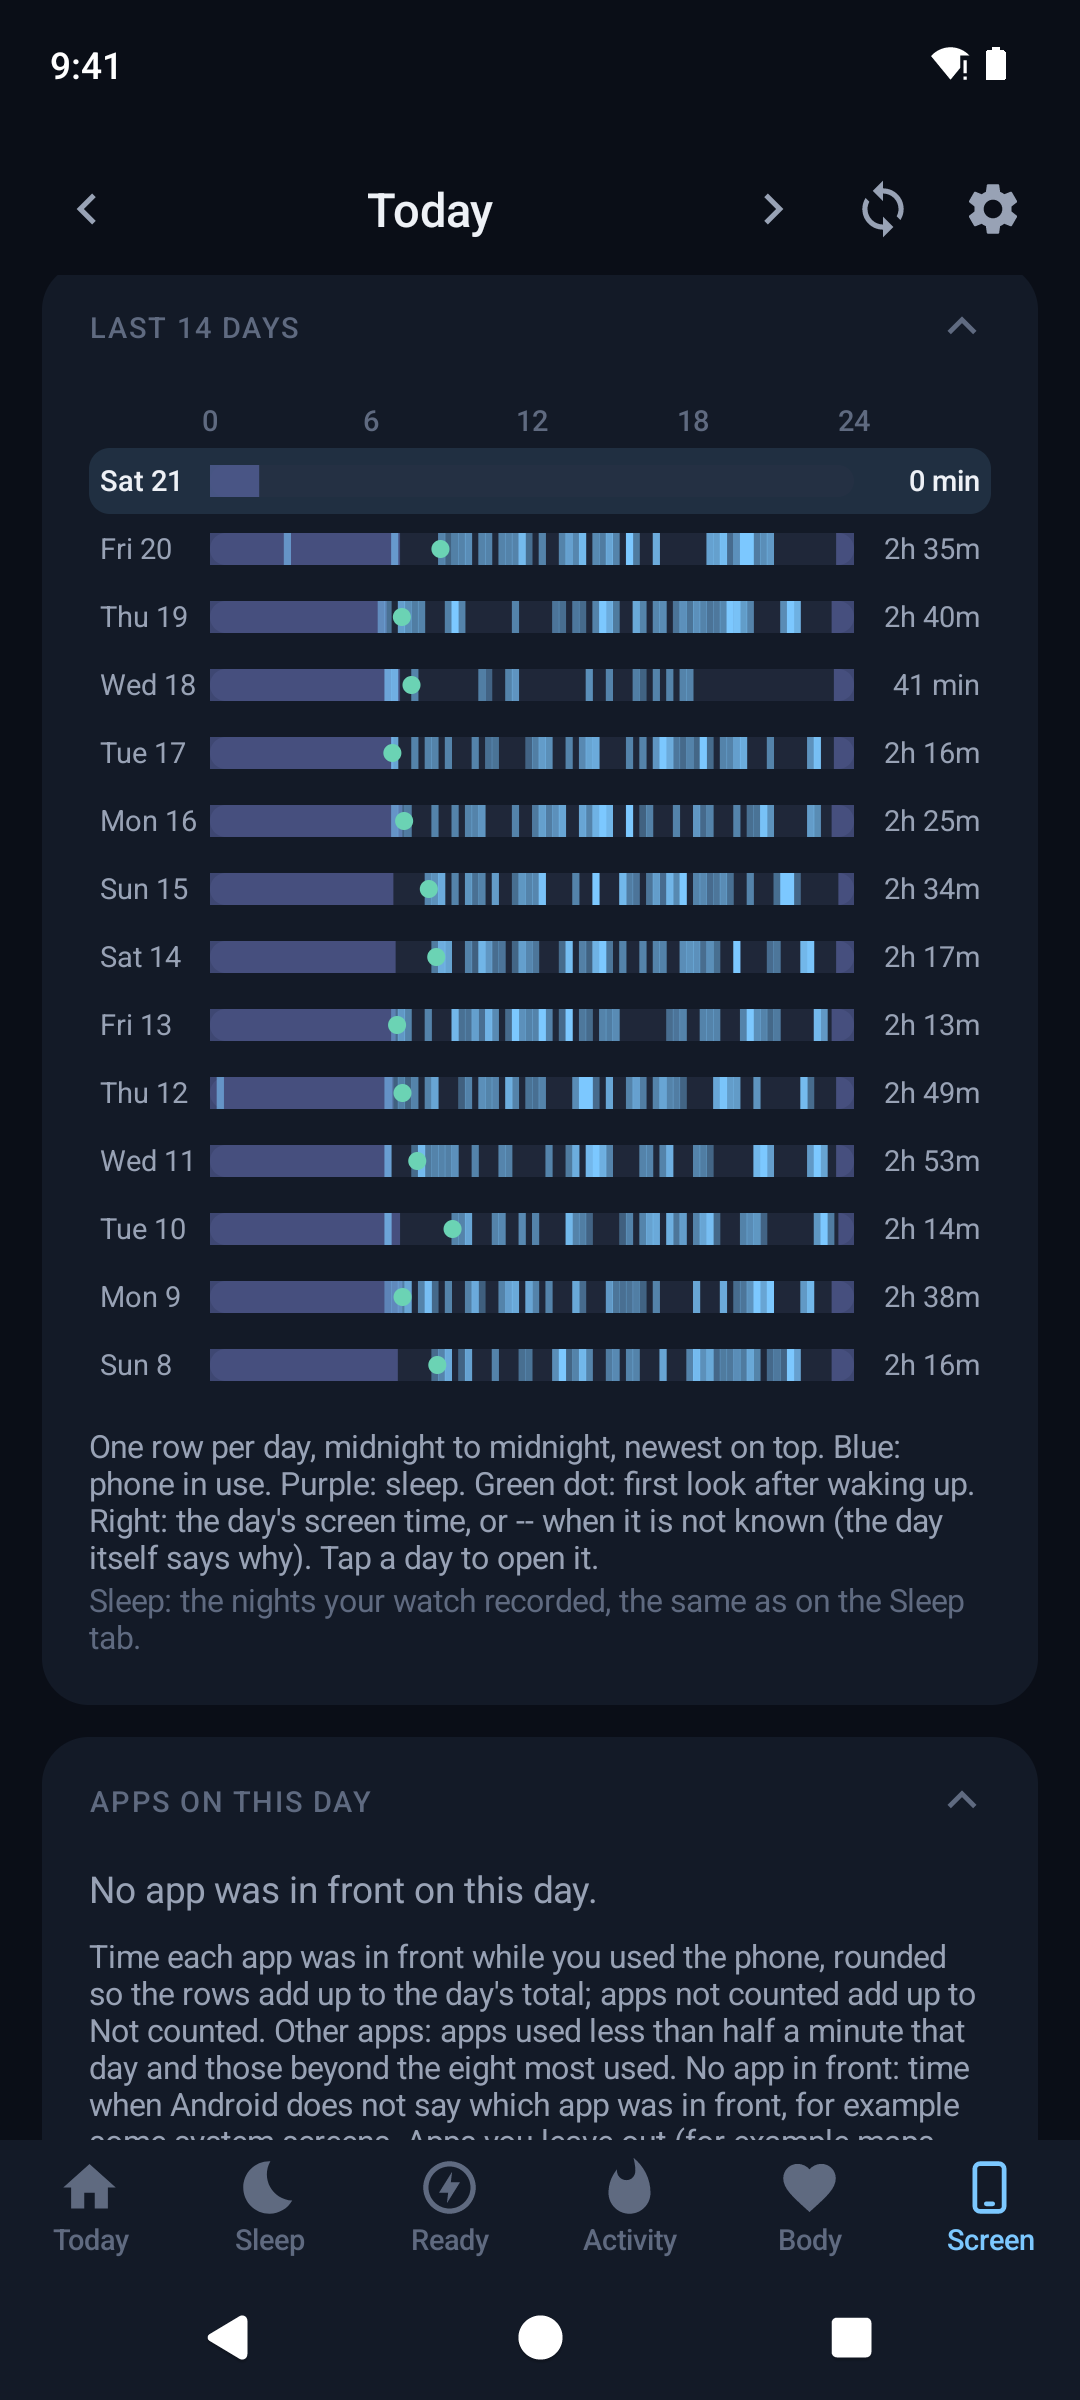 9:41
Today
LAST 14 DAYS
0 6 12 18 24
Sat 21 0 min
Fri 20 2h 35m
Thu 19 2h 40m
Wed 18 41 min
Tue 17 2h 16m
Mon 16 2h 25m
Sun 15 2h 34m
Sat 14 2h 17m
Fri 13 2h 13m
Thu 12 2h 49m
Wed 11 2h 53m
Tue 10 2h 14m
Mon 9 2h 38m
Sun 8 2h 16m
One row per day, midnight to midnight, newest on top. Blue:
phone in use. Purple: sleep. Green dot: first look after waking up.
Right: the day's screen time, or -- when it is not known (the day
itself says why). Tap a day to open it.
Sleep: the nights your watch recorded, the same as on the Sleep
tab.
APPS ON THIS DAY
No app was in front on this day.
Time each app was in front while you used the phone, rounded
so the rows add up to the day's total; apps not counted add up to
Not counted. Other apps: apps used less than half a minute that
day and those beyond the eight most used. No app in front: time
when Android does not say which app was in front, for example
some system screens. Apps you leave out (for example maps
Today Sleep Ready Activity Body Screen